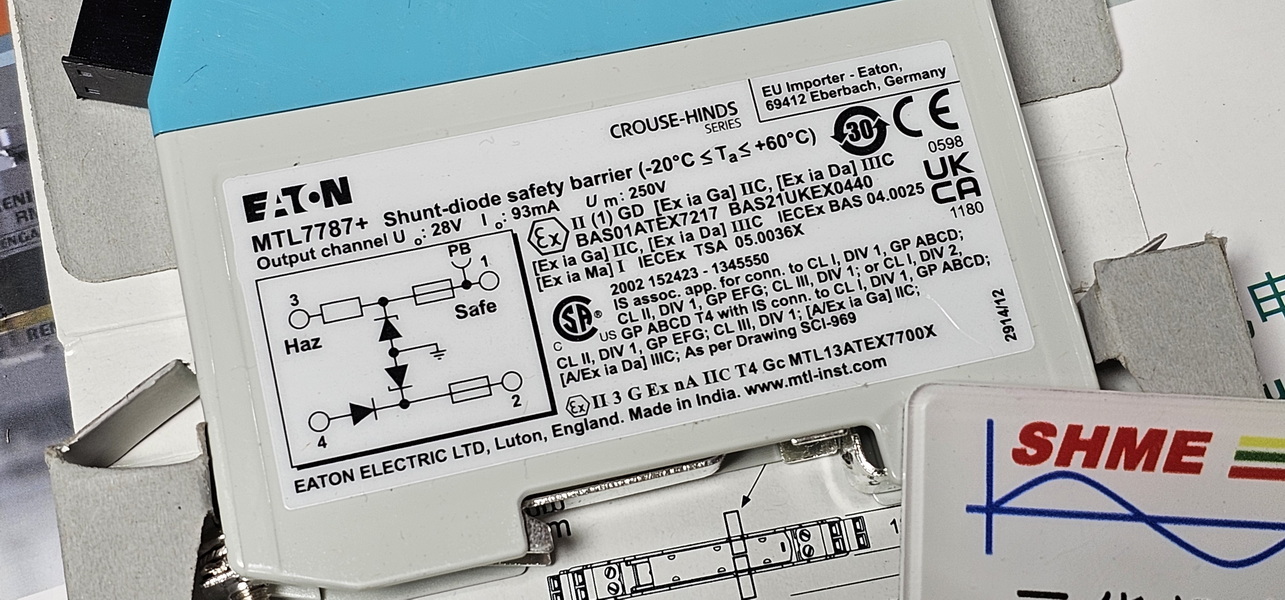 EU Importer - Eaton,
69412 Eberbach, Germany
CROUSE-HINDS
SERIES
30
CE
0598
UK
CA
1180
EATON
MTL7787+ Shunt-diode safety barrier (-20°C ≤Ta≤ +60°C)
Output channel Uo: 28V Io: 93mA Um: 250V
Ex II (1) GD [Ex ia Ga] IIC, [Ex ia Da] IIIC
BAS01ATEX7217 BAS21UKEX0440
[Ex ia Ga] IIC, [Ex ia Da] IIIC IECEx BAS 04.0025
[Ex ia Ma] I IECEx TSA 05.0036X
2002 152423 - 1345550
IS assoc. app. for conn. to CL I, DIV 1, GP ABCD;
CL II, DIV 1, GP EFG; CL III, DIV 1; or CL I, DIV 2,
GP ABCD T4 with IS conn. to CL I, DIV 1, GP ABCD;
CL II, DIV 1, GP EFG; CL III, DIV 1; [A/Ex ia Ga] IIC;
[A/Ex ia Da] IIIC; As per Drawing SCI-969
C SA ® US
Ex II 3 G Ex nA IIC T4 Gc MTL13ATEX7700X
EATON ELECTRIC LTD, Luton, England. Made in India. www.mtl-inst.com
2914/12
PB
3
1
Haz
Safe
4
2
SHME